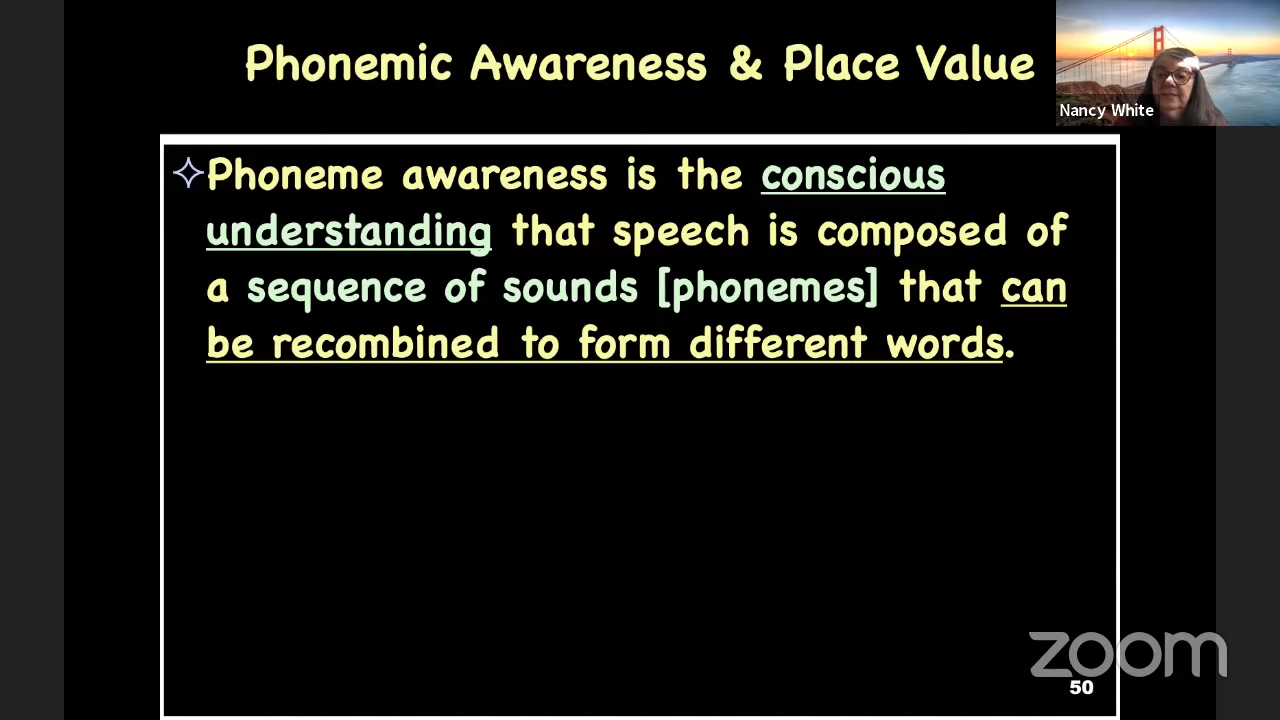 Phonemic Awareness & Place Value
Nancy White
Phoneme awareness is the conscious
understanding that speech is composed of
a sequence of sounds [phonemes] that can
be recombined to form different words.
zoom
50